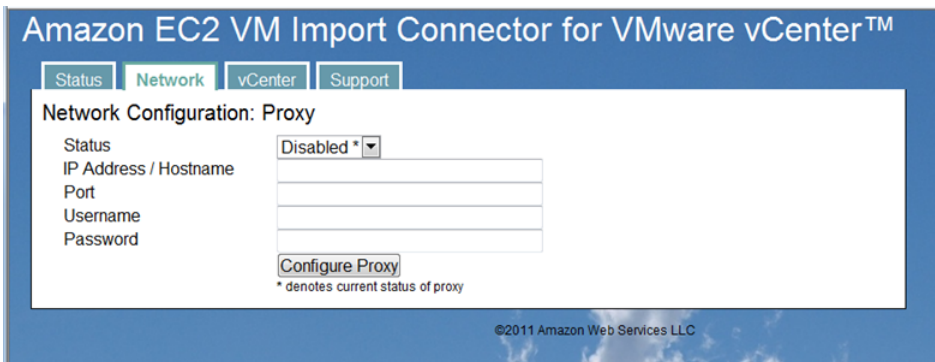 Amazon EC2 VM Import Connector for VMware vCenter™
Status Network vCenter Support
Network Configuration: Proxy
Status Disabled *
IP Address / Hostname
Port
Username
Password
Configure Proxy
* denotes current status of proxy
©2011 Amazon Web Services LLC